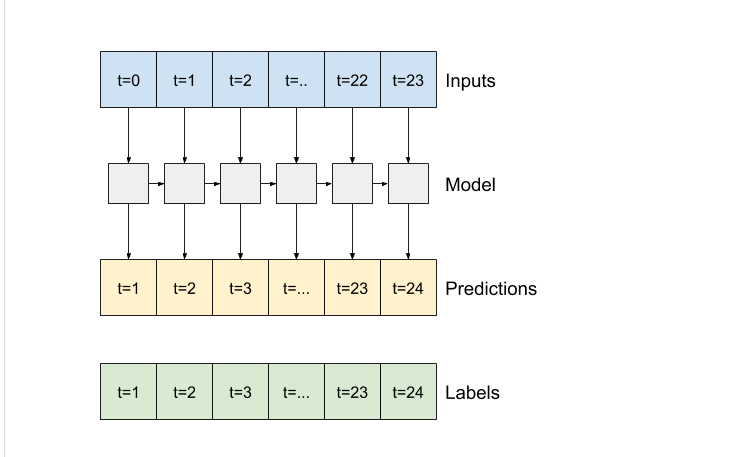 t=0 t=1 t=2 t=.. t=22 t=23 Inputs
Model
t=1 t=2 t=3 t=... t=23 t=24 Predictions
t=1 t=2 t=3 t=... t=23 t=24 Labels